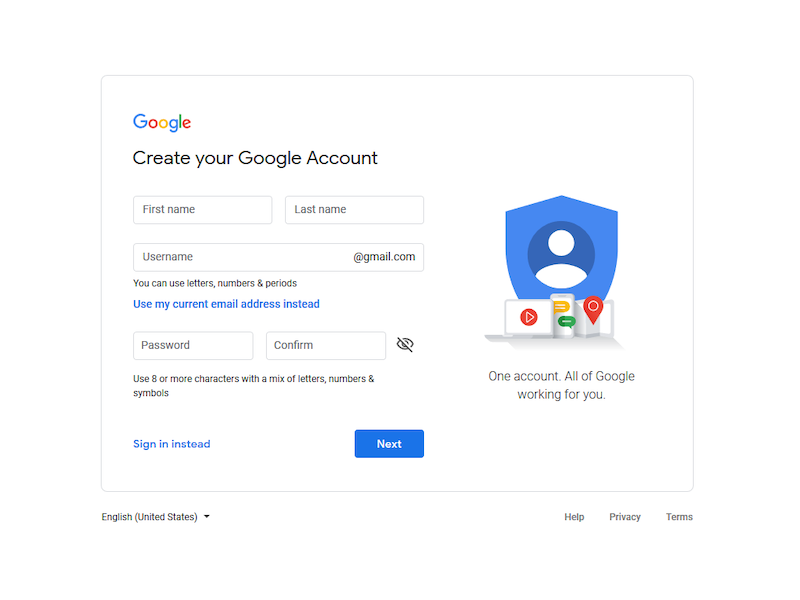 Google
Create your Google Account
First name
Last name
Username
@gmail.com
You can use letters, numbers & periods
Use my current email address instead
Password
Confirm
Use 8 or more characters with a mix of letters, numbers &
symbols
Sign in instead
Next
One account. All of Google
working for you.
English (United States)
Help
Privacy
Terms